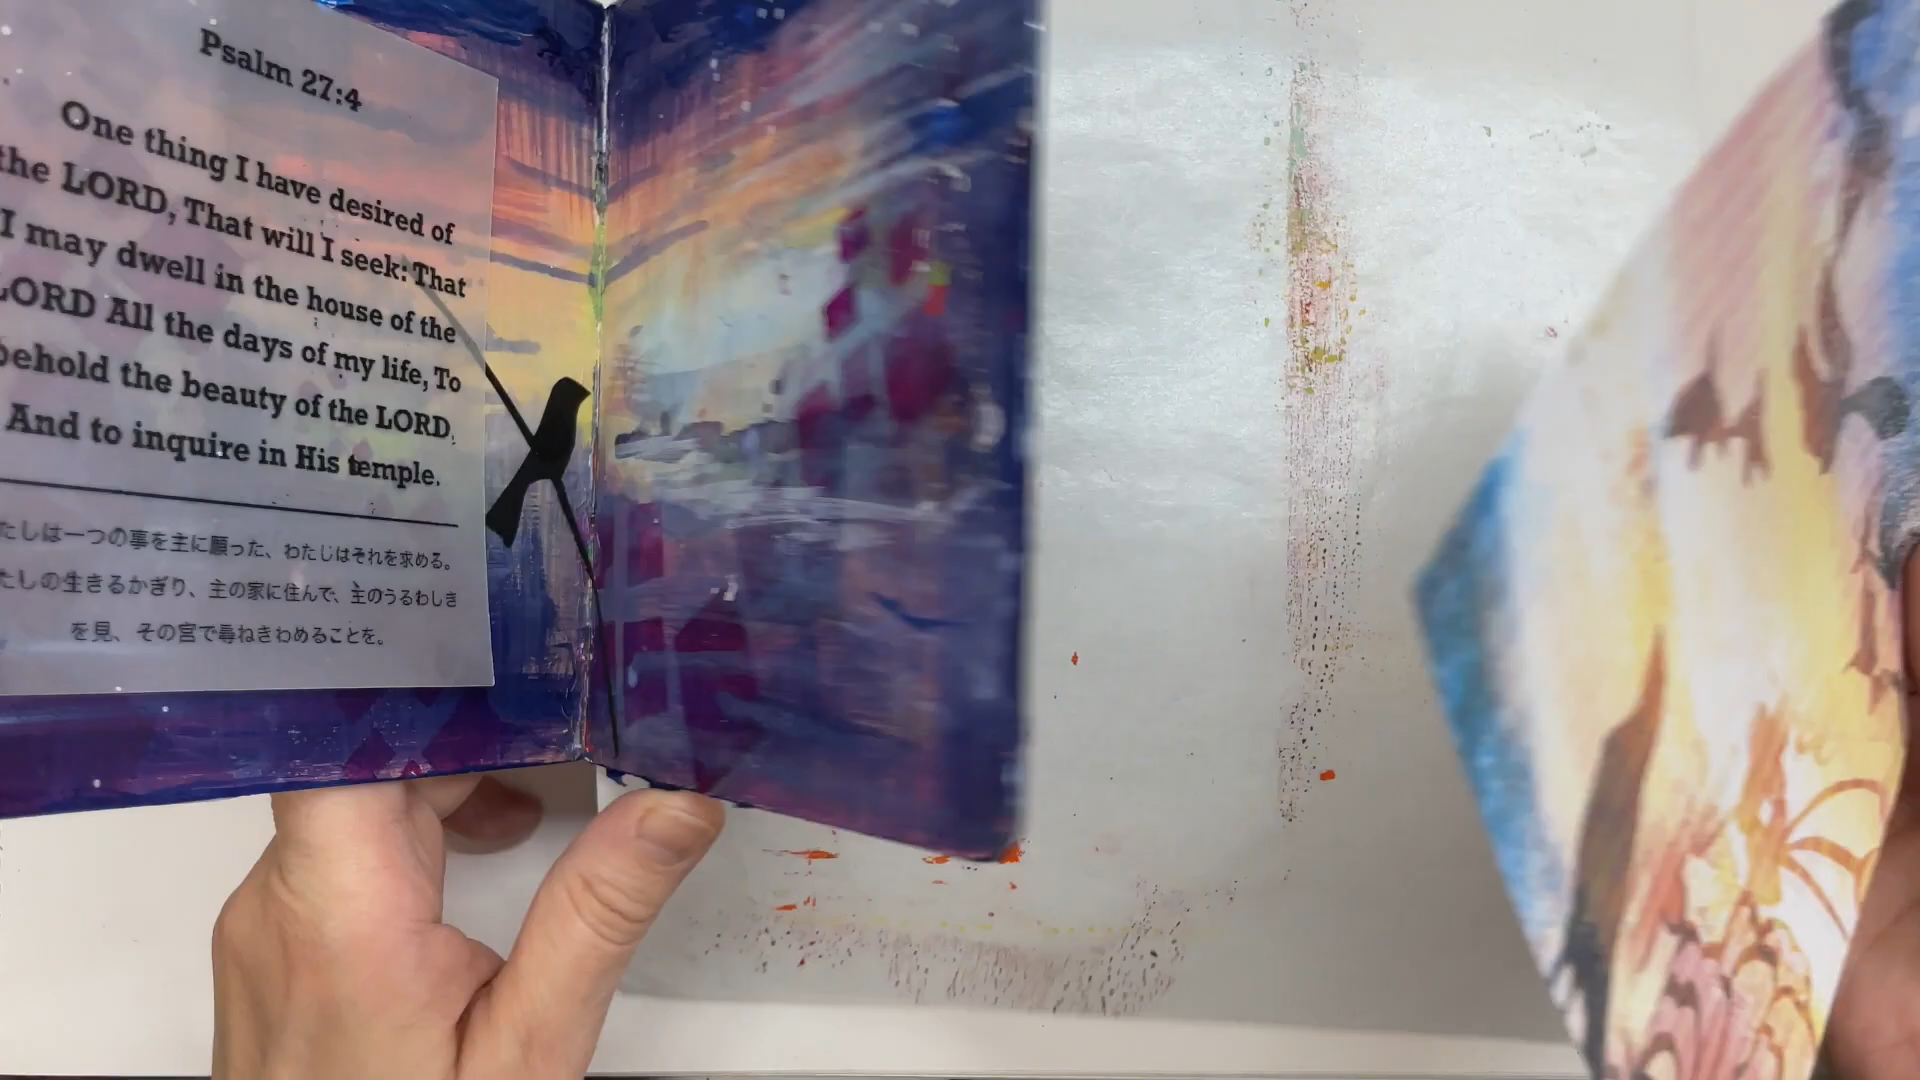 Psalm 27:4
One thing I have desired of
the LORD, That will I seek: That
I may dwell in the house of the
LORD All the days of my life, To
behold the beauty of the LORD,
And to inquire in His temple.
たしは一つの事を主に願った、わたしはそれを求める。
たしの生きるかぎり、主の家に住んで、主のうるわしき
を見、その宮で尋ねきわめることを。